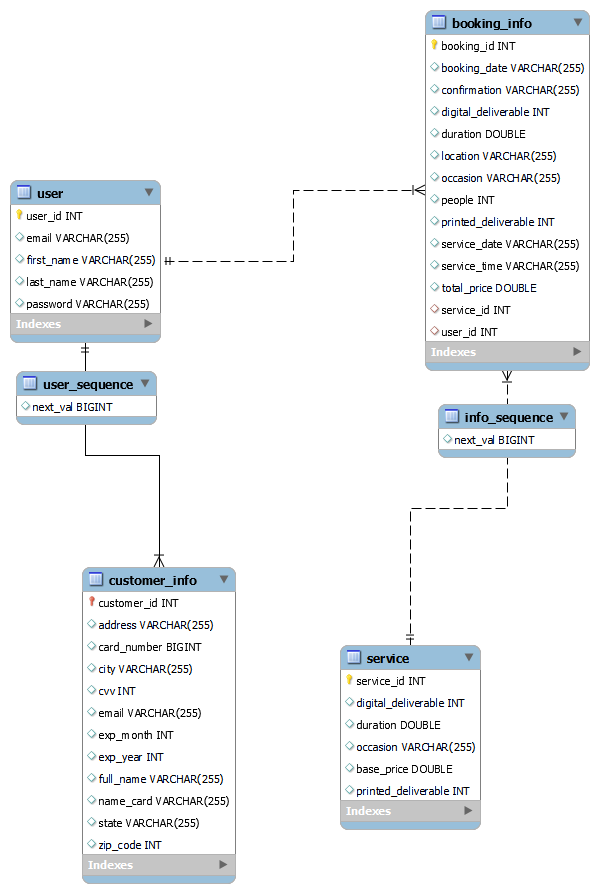 booking_info
booking_id INT
booking_date VARCHAR(255)
confirmation VARCHAR(255)
digital_deliverable INT
duration DOUBLE
location VARCHAR(255)
occasion VARCHAR(255)
people INT
printed_deliverable INT
service_date VARCHAR(255)
service_time VARCHAR(255)
total_price DOUBLE
service_id INT
user_id INT
Indexes
user
user_id INT
email VARCHAR(255)
first_name VARCHAR(255)
last_name VARCHAR(255)
password VARCHAR(255)
Indexes
user_sequence
next_val BIGINT
info_sequence
next_val BIGINT
customer_info
customer_id INT
address VARCHAR(255)
card_number BIGINT
city VARCHAR(255)
cvv INT
email VARCHAR(255)
exp_month INT
exp_year INT
full_name VARCHAR(255)
name_card VARCHAR(255)
state VARCHAR(255)
zip_code INT
Indexes
service
service_id INT
digital_deliverable INT
duration DOUBLE
occasion VARCHAR(255)
base_price DOUBLE
printed_deliverable INT
Indexes